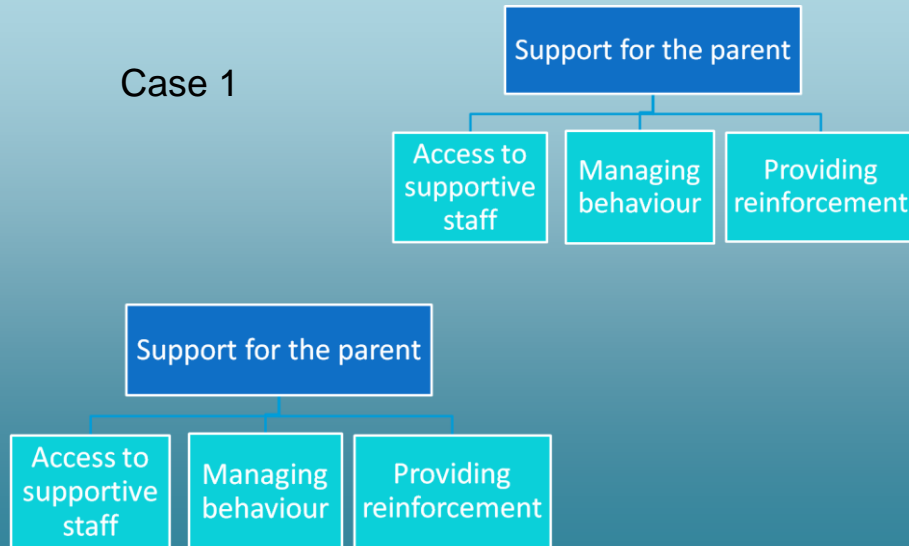 Case 1
Support for the parent
Access to
supportive
staff
Managing
behaviour
Providing
reinforcement
Support for the parent
Access to
supportive
staff
Managing
behaviour
Providing
reinforcement